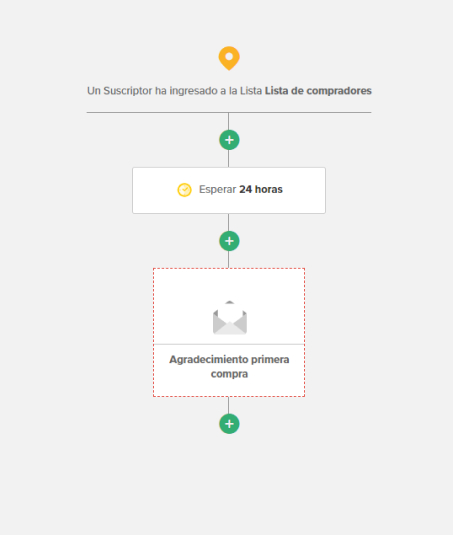 Un Suscriptor ha ingresado a la Lista Lista de compradores
Esperar 24 horas
Agradecimiento primera
compra